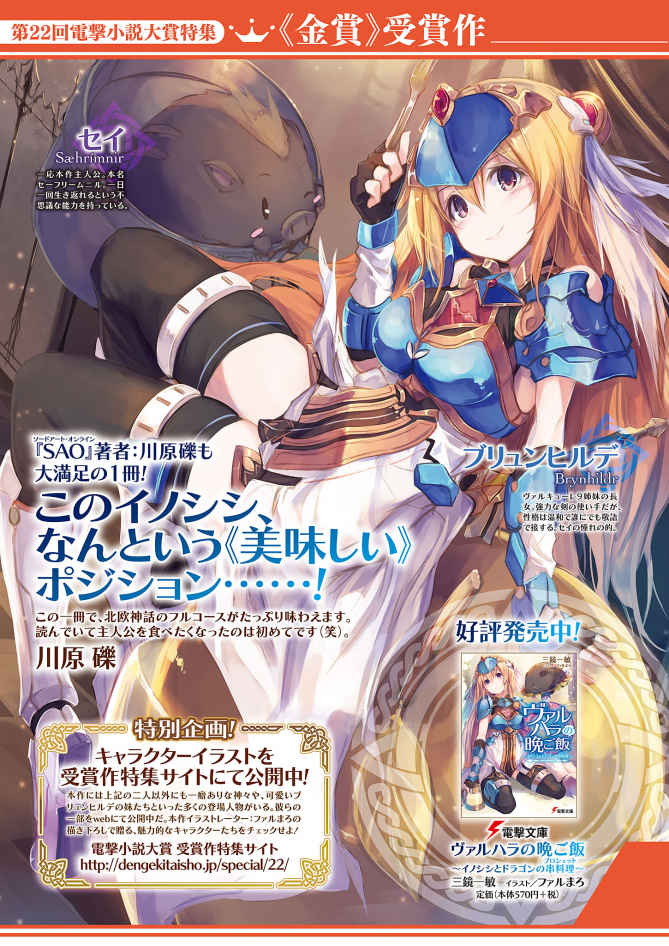 第22回電撃小説大賞特集
《金賞》受賞作
セイ
Sæhrímnir
一応本作主人公。本名
セーフリームニル。一日
一回生き返れるという不
思議な能力を持っている。
ブリュンヒルデ
Brynhildr
ヴァルキューレ9姉妹の長
女。強力な剣の使い手だが、
性格は温和で誰にでも敬語
で接する。セイの憧れの的。
ソードアート・オンライン
『SAO』著者:川原礫も
大満足の1冊!
このイノシシ、
なんという《美味しい》
ポジション……!
この一冊で、北欧神話のフルコースがたっぷり味わえます。
読んでいて主人公を食べたくなったのは初めてです(笑)。
川原 礫
特別企画!
キャラクターイラストを
受賞作特集サイトにて公開中!
本作には上記の二人以外にも一癖ありな神々や、可愛いブ
リュンヒルデの妹たちといった多くの登場人物がいる。彼らの
一部をwebにて公開中だ。本作イラストレーター:ファルまろの
描き下ろしで贈る、魅力的なキャラクターたちをチェックせよ!
電撃小説大賞 受賞作特集サイト
http://dengekitaisho.jp/special/22/
好評発売中!
三鏡一敏
ヴァル
ハラの
晩ご飯
電撃文庫
電撃文庫
ヴァルハラの晩ご飯
ブロシェット
~イノシシとドラゴンの串料理~
三鏡一敏 イラスト/ファルまろ
定価(本体570円+税)